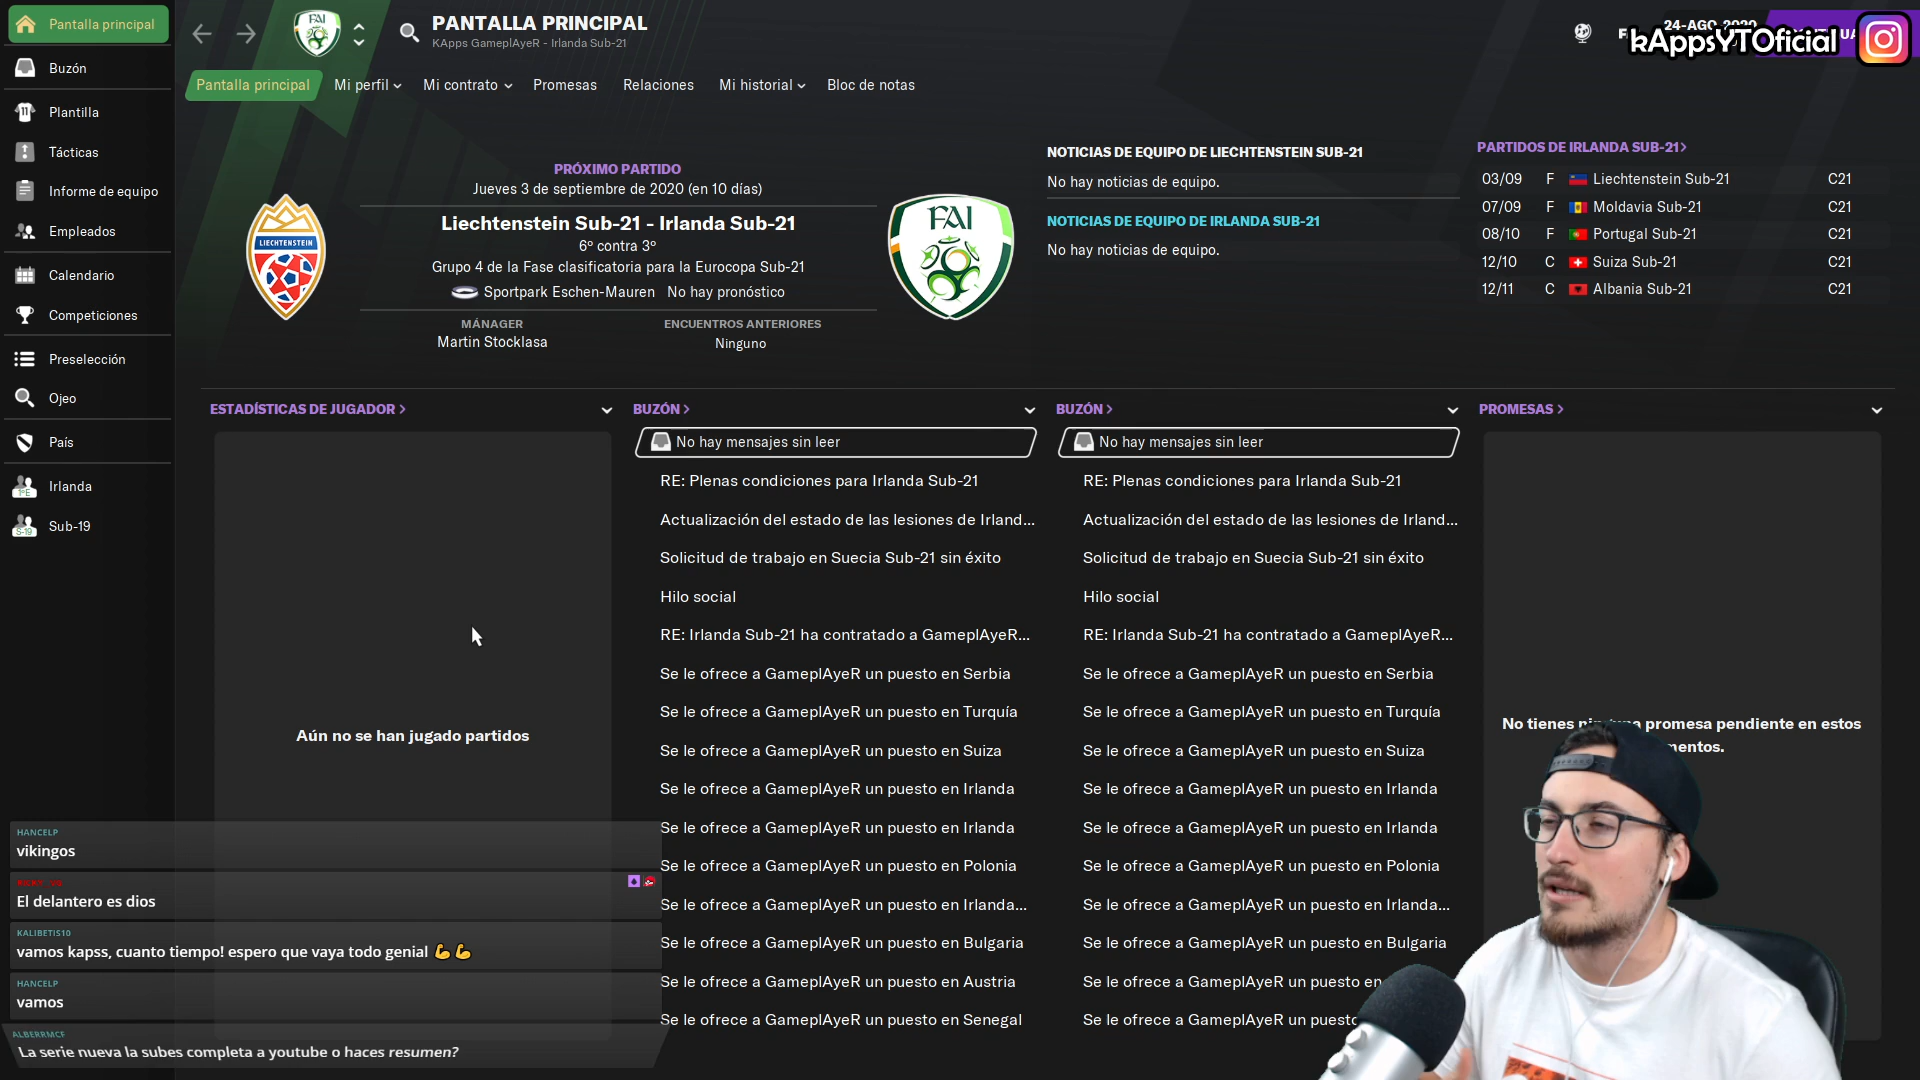 Pantalla principal
Buzón
Plantilla
Tácticas
Informe de equipo
Empleados
Calendario
Competiciones
Preselección
Ojeo
País
Irlanda
Sub-19
PANTALLA PRINCIPAL
KApps GameplAyeR - Irlanda Sub-21
24-AGO 2020
kAppsYTOficial
Pantalla principal
Mi perfil
Mi contrato
Promesas
Relaciones
Mi historial
Bloc de notas
PRÓXIMO PARTIDO
Jueves 3 de septiembre de 2020 (en 10 días)
Liechtenstein Sub-21 - Irlanda Sub-21
6º contra 3º
Grupo 4 de la Fase clasificatoria para la Eurocopa Sub-21
Sportpark Eschen-Mauren No hay pronóstico
MÁNAGER
Martin Stocklasa
ENCUENTROS ANTERIORES
Ninguno
LIECHTENSTEIN
FAI
NOTICIAS DE EQUIPO DE LIECHTENSTEIN SUB-21
No hay noticias de equipo.
NOTICIAS DE EQUIPO DE IRLANDA SUB-21
No hay noticias de equipo.
PARTIDOS DE IRLANDA SUB-21>
03/09 F Liechtenstein Sub-21 C21
07/09 F Moldavia Sub-21 C21
08/10 F Portugal Sub-21 C21
12/10 C Suiza Sub-21 C21
12/11 C Albania Sub-21 C21
ESTADÍSTICAS DE JUGADOR >
Aún no se han jugado partidos
BUZÓN >
No hay mensajes sin leer
RE: Plenas condiciones para Irlanda Sub-21
Actualización del estado de las lesiones de Irland...
Solicitud de trabajo en Suecia Sub-21 sin éxito
Hilo social
RE: Irlanda Sub-21 ha contratado a GameplAyeR...
Se le ofrece a GameplAyeR un puesto en Serbia
Se le ofrece a GameplAyeR un puesto en Turquía
Se le ofrece a GameplAyeR un puesto en Suiza
Se le ofrece a GameplAyeR un puesto en Irlanda
Se le ofrece a GameplAyeR un puesto en Irlanda
Se le ofrece a GameplAyeR un puesto en Polonia
Se le ofrece a GameplAyeR un puesto en Irlanda...
Se le ofrece a GameplAyeR un puesto en Bulgaria
Se le ofrece a GameplAyeR un puesto en Austria
Se le ofrece a GameplAyeR un puesto en Senegal
BUZÓN >
No hay mensajes sin leer
RE: Plenas condiciones para Irlanda Sub-21
Actualización del estado de las lesiones de Irland...
Solicitud de trabajo en Suecia Sub-21 sin éxito
Hilo social
RE: Irlanda Sub-21 ha contratado a GameplAyeR...
Se le ofrece a GameplAyeR un puesto en Serbia
Se le ofrece a GameplAyeR un puesto en Turquía
Se le ofrece a GameplAyeR un puesto en Suiza
Se le ofrece a GameplAyeR un puesto en Irlanda
Se le ofrece a GameplAyeR un puesto en Irlanda
Se le ofrece a GameplAyeR un puesto en Polonia
Se le ofrece a GameplAyeR un puesto en Irlanda...
Se le ofrece a GameplAyeR un puesto en Bulgaria
Se le ofrece a GameplAyeR un puesto en
Se le ofrece a GameplAyeR un puesto
PROMESAS >
No tienes promesa pendiente en estos
HANCELP
vikingos
El delantero es dios
KALIBETIS10
vamos kapss, cuanto tiempo! espero que vaya todo genial 💪💪
HANCELP
vamos
ALBERRMCF
La serie nueva la subes completa a youtube o haces resumen?